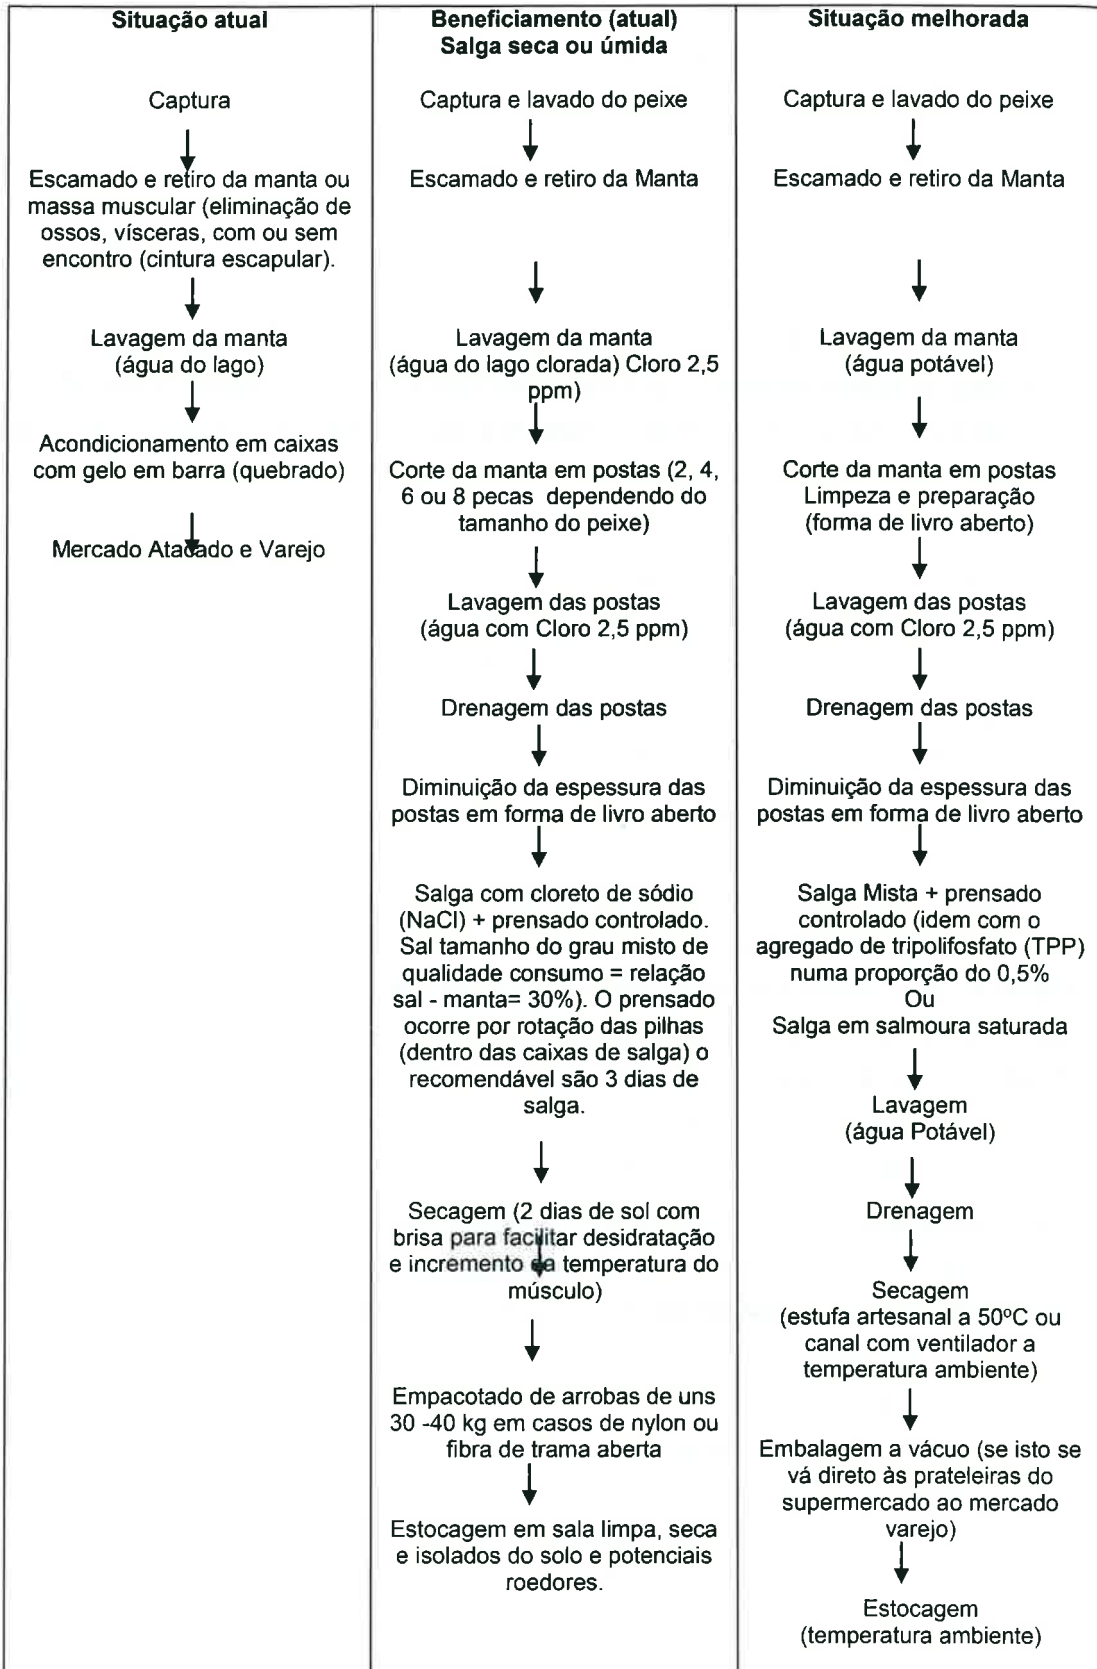 Situação atual
Captura
Escamado e retiro da manta ou
massa muscular (eliminação de
ossos, vísceras, com ou sem
encontro (cintura escapular).
Lavagem da manta
(água do lago)
Acondicionamento em caixas
com gelo em barra (quebrado)
Mercado Atacado e Varejo
Beneficiamento (atual)
Salga seca ou úmida
Captura e lavado do peixe
Escamado e retiro da Manta
Lavagem da manta
(água do lago clorada) Cloro 2,5
ppm)
Corte da manta em postas (2, 4,
6 ou 8 pecas dependendo do
tamanho do peixe)
Lavagem das postas
(água com Cloro 2,5 ppm)
Drenagem das postas
Diminuição da espessura das
postas em forma de livro aberto
Salga com cloreto de sódio
(NaCl) + prensado controlado.
Sal tamanho do grau misto de
qualidade consumo = relação
sal - manta= 30%). O prensado
ocorre por rotação das pilhas
(dentro das caixas de salga) o
recomendável são 3 dias de
salga.
Secagem (2 dias de sol com
brisa para facilitar desidratação
e incremento da temperatura do
músculo)
Empacotado de arrobas de uns
30 -40 kg em casos de nylon ou
fibra de trama aberta
Estocagem em sala limpa, seca
e isolados do solo e potenciais
roedores.
Situação melhorada
Captura e lavado do peixe
Escamado e retiro da Manta
Lavagem da manta
(água potável)
Corte da manta em postas
Limpeza e preparação
(forma de livro aberto)
Lavagem das postas
(água com Cloro 2,5 ppm)
Drenagem das postas
Diminuição da espessura das
postas em forma de livro aberto
Salga Mista + prensado
controlado (idem com o
agregado de tripolifosfato (TPP)
numa proporção do 0,5%
Ou
Salga em salmoura saturada
Lavagem
(água Potável)
Drenagem
Secagem
(estufa artesanal a 50ºC ou
canal com ventilador a
temperatura ambiente)
Embalagem a vácuo (se isto se
vá direto às prateleiras do
supermercado ao mercado
varejo)
Estocagem
(temperatura ambiente)